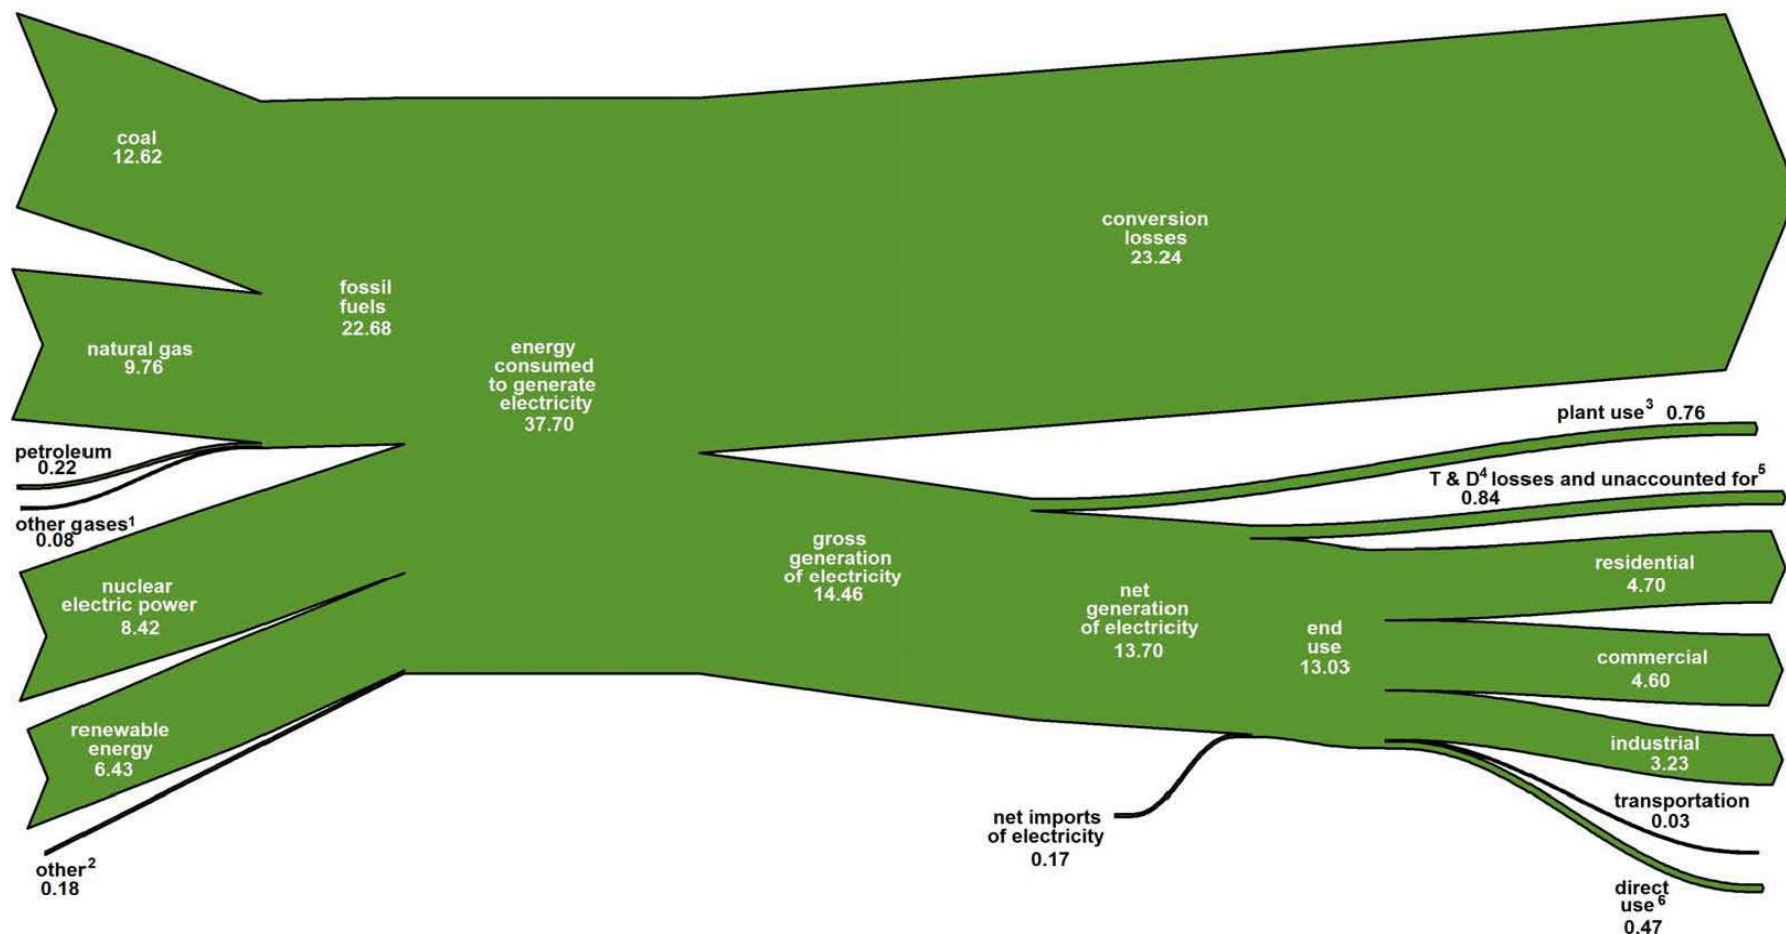 coal
12.62
natural gas
9.76
petroleum
0.22
other gases¹
0.08
nuclear
electric power
8.42
renewable
energy
6.43
other²
0.18
fossil
fuels
22.68
energy
consumed
to generate
electricity
37.70
conversion
losses
23.24
gross
generation
of electricity
14.46
plant use³ 0.76
T & D⁴ losses and unaccounted for⁵
0.84
net
generation
of electricity
13.70
net imports
of electricity
0.17
end
use
13.03
residential
4.70
commercial
4.60
industrial
3.23
transportation
0.03
direct
use⁶
0.47